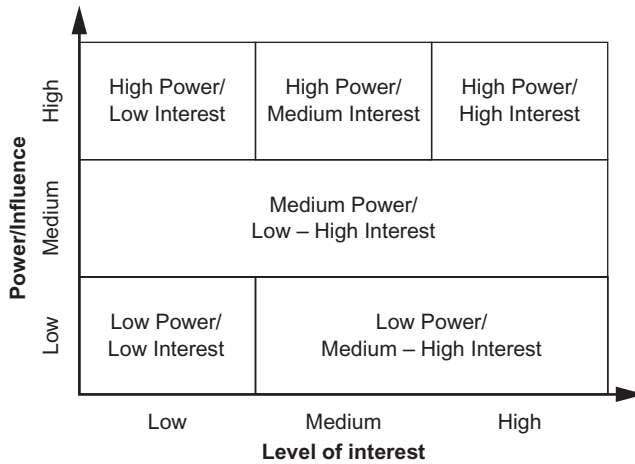 High Power/
Low Interest
High Power/
Medium Interest
High Power/
High Interest
Medium Power/
Low – High Interest
Low Power/
Low Interest
Low Power/
Medium – High Interest
Power/Influence
High
Medium
Low
Low
Medium
High
Level of interest